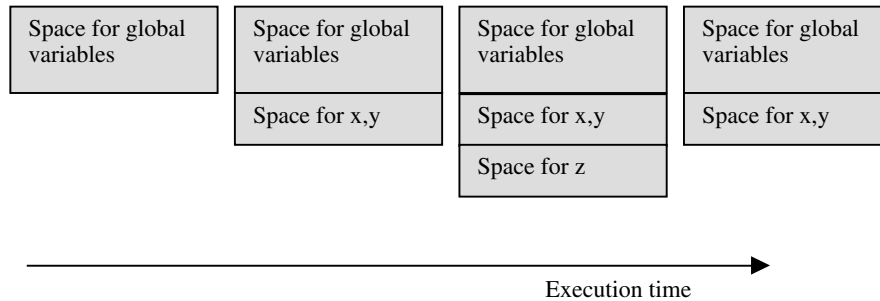 Space for global
variables
Space for global
variables
Space for x,y
Space for global
variables
Space for x,y
Space for z
Space for global
variables
Space for x,y
Execution time